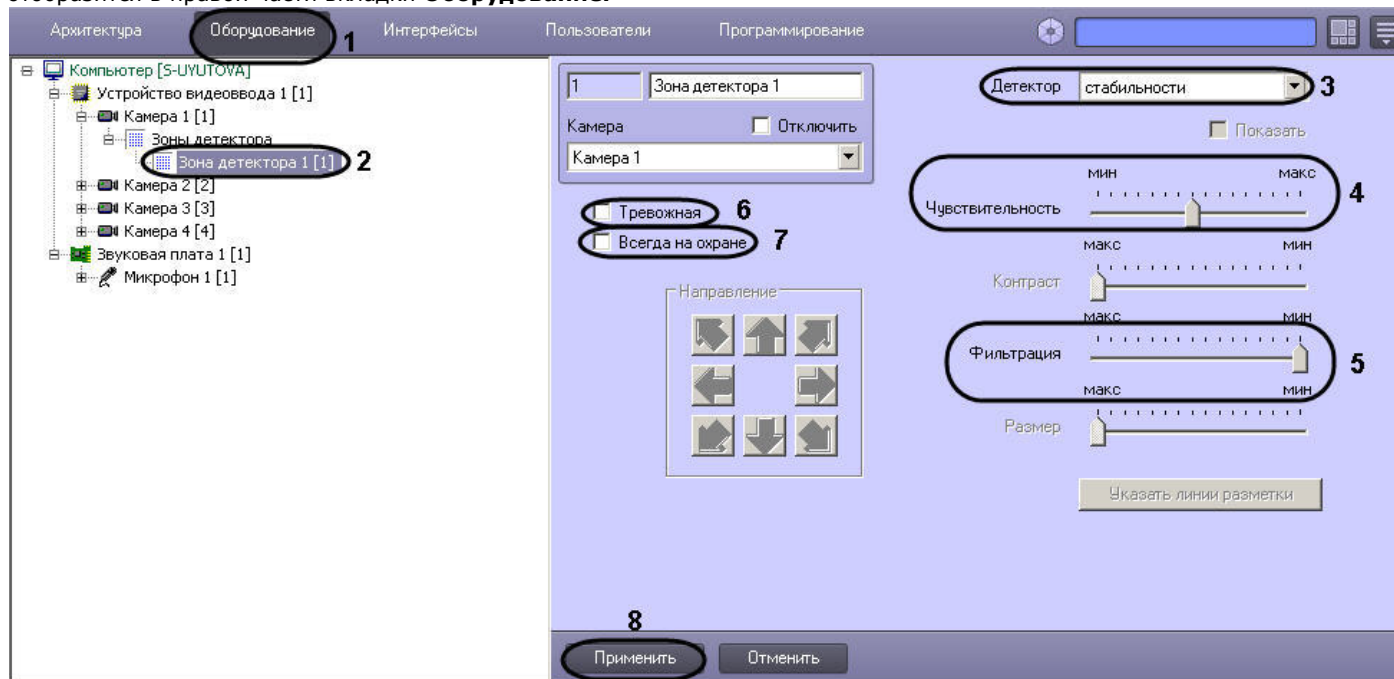 отобразится в правой части вкладки Оборудование.
Архитектура Оборудование 1 Интерфейсы Пользователи Программирование
Компьютер [S-UYUTOVA]
Устройство видеоввода 1 [1]
Камера 1 [1]
Зоны детектора
Зона детектора 1 [1] 2
Камера 2 [2]
Камера 3 [3]
Камера 4 [4]
Звуковая плата 1 [1]
Микрофон 1 [1]
1 Зона детектора 1
Камера Отключить
Камера 1
Тревожная 6
Всегда на охране 7
Направление
Детектор стабильности 3
Показать
мин макс
Чувствительность 4
макс мин
Контраст
макс мин
Фильтрация 5
макс мин
Размер
Указать линии разметки
8
Применить Отменить